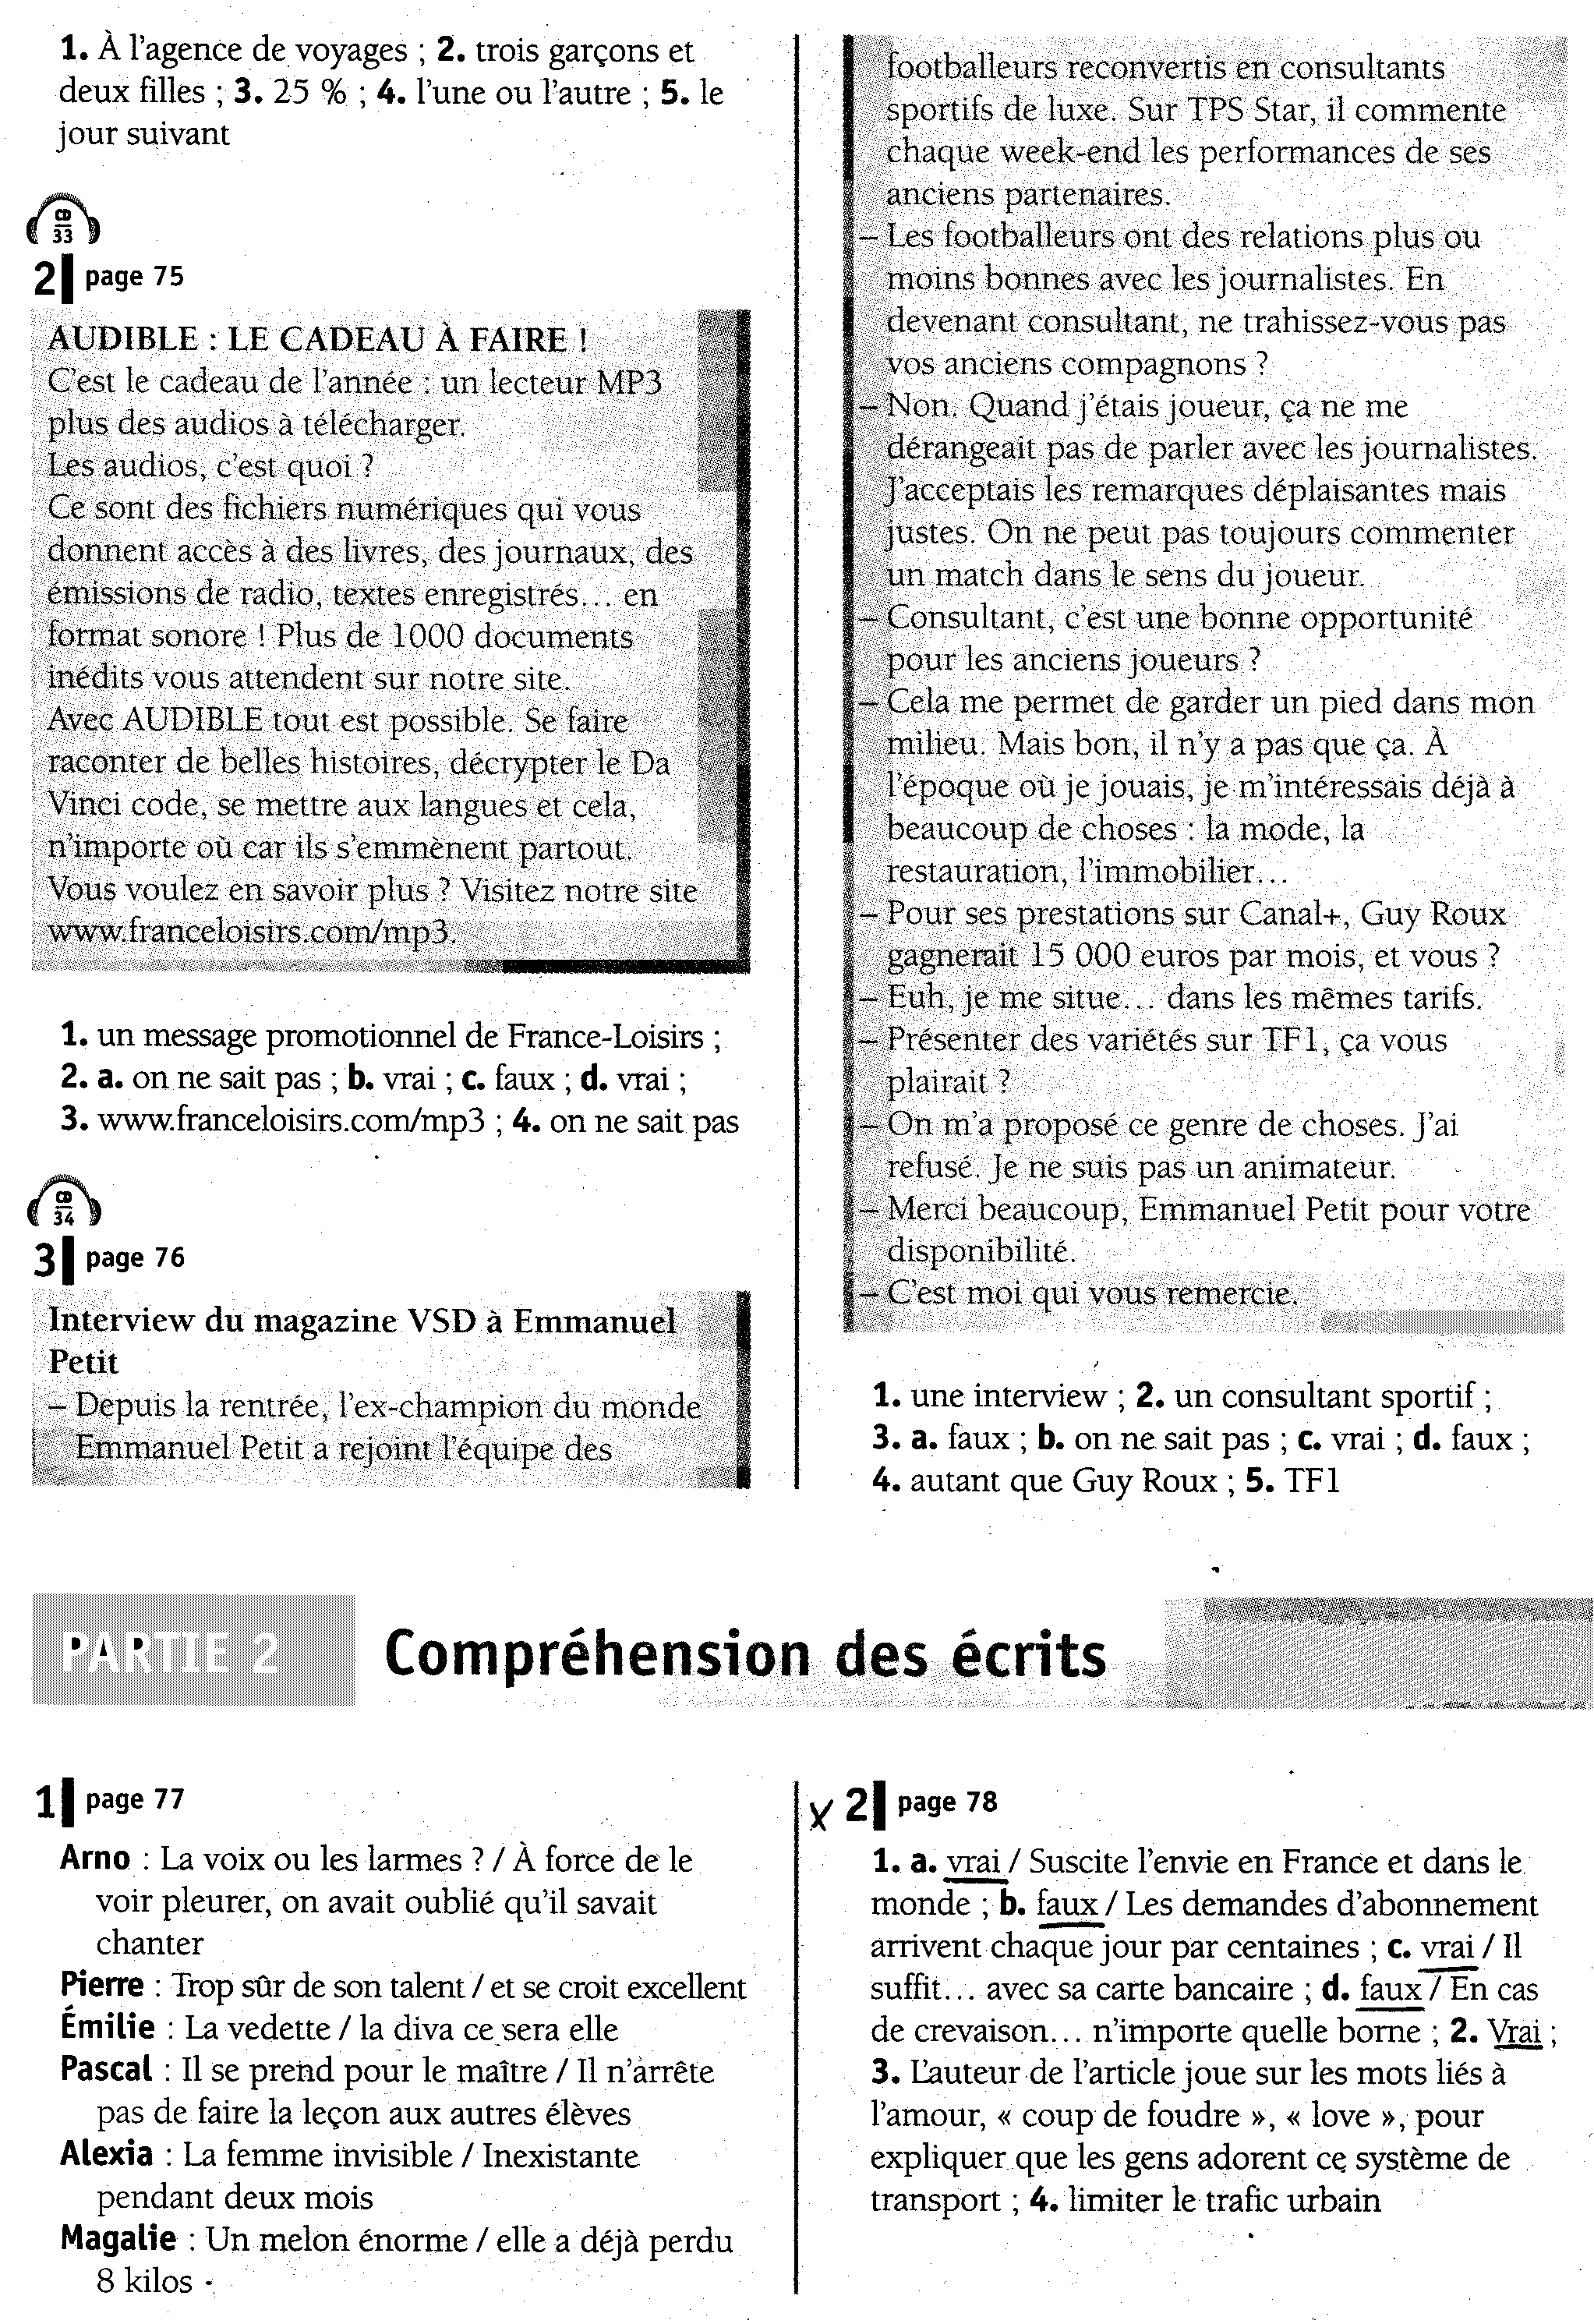 1. À l'agence de voyages ; 2. trois garçons et
deux filles ; 3. 25 % ; 4. l'une ou l'autre ; 5. le
jour suivant
CD
33
2 page 75
AUDIBLE : LE CADEAU À FAIRE !
C'est le cadeau de l'année : un lecteur MP3
plus des audios à télécharger.
Les audios, c'est quoi ?
Ce sont des fichiers numériques qui vous
donnent accès à des livres, des journaux, des
émissions de radio, textes enregistrés... en
format sonore ! Plus de 1000 documents
inédits vous attendent sur notre site.
Avec AUDIBLE tout est possible. Se faire
raconter de belles histoires, décrypter le Da
Vinci code, se mettre aux langues et cela,
n'importe où car ils s'emmènent partout.
Vous voulez en savoir plus ? Visitez notre site
www.franceloisirs.com/mp3.
1. un message promotionnel de France-Loisirs ;
2. a. on ne sait pas ; b. vrai ; c. faux ; d. vrai ;
3. www.franceloisirs.com/mp3 ; 4. on ne sait pas
CD
34
3 page 76
Interview du magazine VSD à Emmanuel
Petit
– Depuis la rentrée, l'ex-champion du monde
Emmanuel Petit a rejoint l'équipe des
footballeurs reconvertis en consultants
sportifs de luxe. Sur TPS Star, il commente
chaque week-end les performances de ses
anciens partenaires.
– Les footballeurs ont des relations plus ou
moins bonnes avec les journalistes. En
devenant consultant, ne trahissez-vous pas
vos anciens compagnons ?
– Non. Quand j'étais joueur, ça ne me
dérangeait pas de parler avec les journalistes.
J'acceptais les remarques déplaisantes mais
justes. On ne peut pas toujours commenter
un match dans le sens du joueur.
– Consultant, c'est une bonne opportunité
pour les anciens joueurs ?
– Cela me permet de garder un pied dans mon
milieu. Mais bon, il n'y a pas que ça. À
l'époque où je jouais, je m'intéressais déjà à
beaucoup de choses : la mode, la
restauration, l'immobilier...
– Pour ses prestations sur Canal+, Guy Roux
gagnerait 15 000 euros par mois, et vous ?
– Euh, je me situe... dans les mêmes tarifs.
– Présenter des variétés sur TF1, ça vous
plairait ?
– On m'a proposé ce genre de choses. J'ai
refusé. Je ne suis pas un animateur.
– Merci beaucoup, Emmanuel Petit pour votre
disponibilité.
– C'est moi qui vous remercie.
1. une interview ; 2. un consultant sportif ;
3. a. faux ; b. on ne sait pas ; c. vrai ; d. faux ;
4. autant que Guy Roux ; 5. TF1
PARTIE 2 Compréhension des écrits
1 page 77
Arno : La voix ou les larmes ? / À force de le
voir pleurer, on avait oublié qu'il savait
chanter
Pierre : Trop sûr de son talent / et se croit excellent
Émilie : La vedette / la diva ce sera elle
Pascal : Il se prend pour le maître / Il n'arrête
pas de faire la leçon aux autres élèves
Alexia : La femme invisible / Inexistante
pendant deux mois
Magalie : Un melon énorme / elle a déjà perdu
8 kilos
x 2 page 78
1. a. vrai / Suscite l'envie en France et dans le
monde ; b. faux / Les demandes d'abonnement
arrivent chaque jour par centaines ; c. vrai / Il
suffit... avec sa carte bancaire ; d. faux / En cas
de crevaison... n'importe quelle borne ; 2. Vrai ;
3. L'auteur de l'article joue sur les mots liés à
l'amour, « coup de foudre », « love », pour
expliquer que les gens adorent ce système de
transport ; 4. limiter le trafic urbain